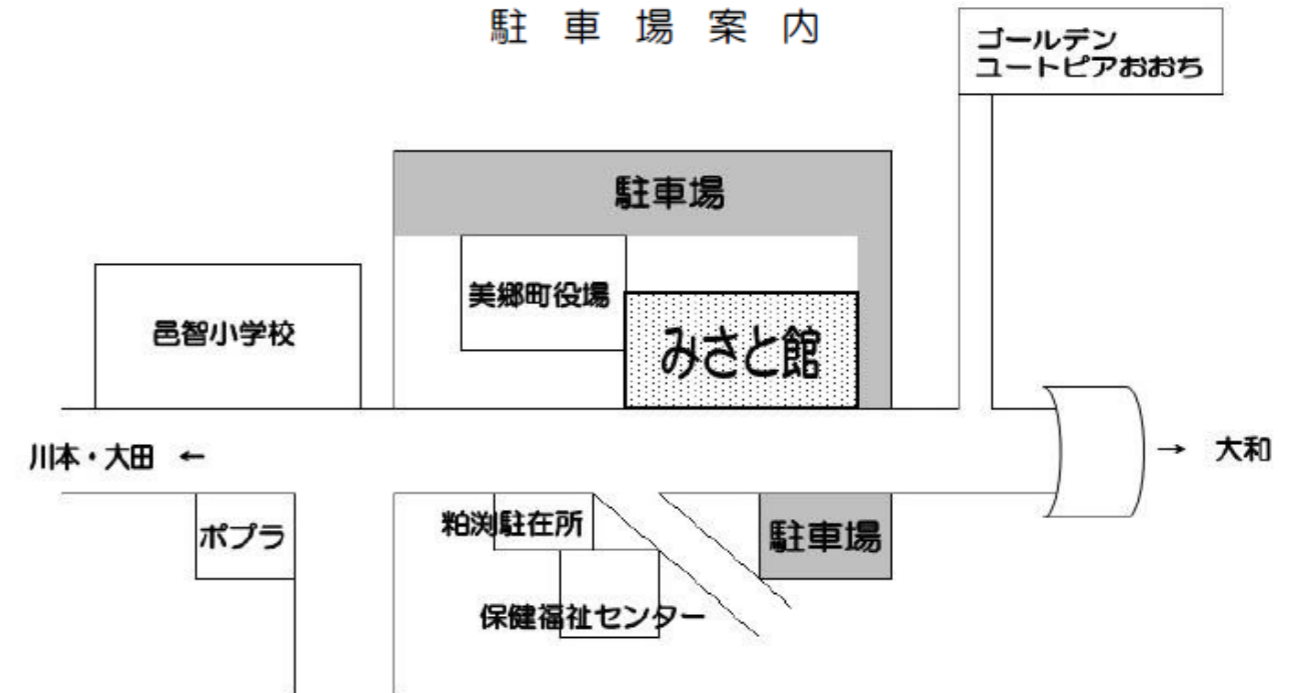 駐車場案内
ゴールデン
ユートピアおおち
駐車場
美郷町役場
邑智小学校
みさと館
川本・大田 ←
→ 大和
ポプラ
粕渕駐在所
駐車場
保健福祉センター